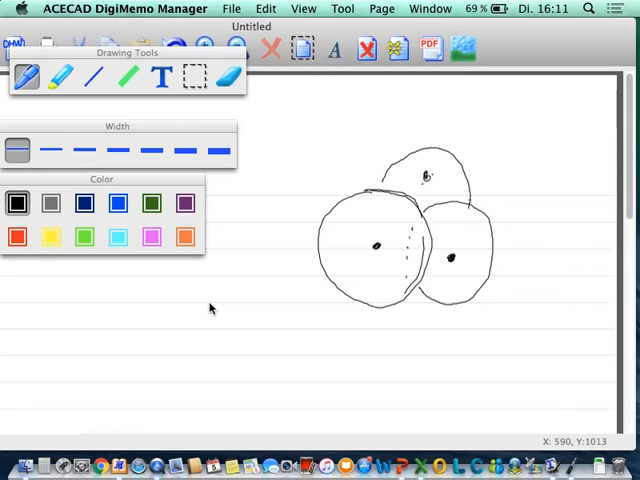 ACECAD DigiMemo Manager File Edit View Tool Page Window 69 % Di. 16:11
Untitled
DHW
PDF
Drawing Tools
T
Width
Color
X: 590, Y:1013